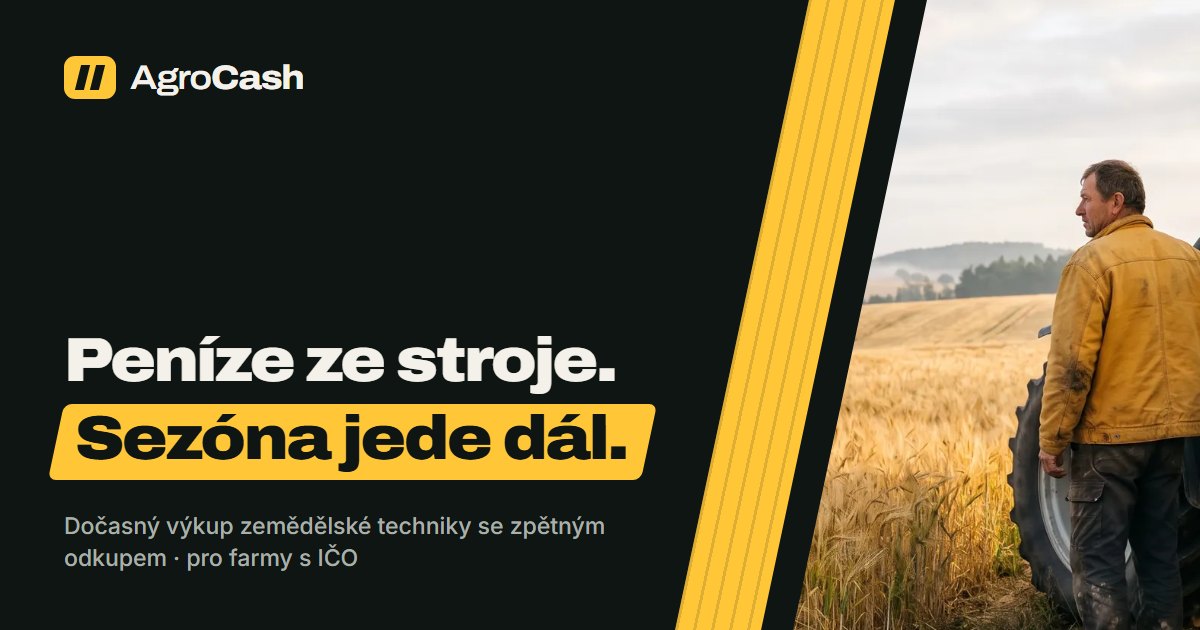 AgroCash
Peníze ze stroje.
Sezóna jede dál.
Dočasný výkup zemědělské techniky se zpětným
odkupem · pro farmy s IČO